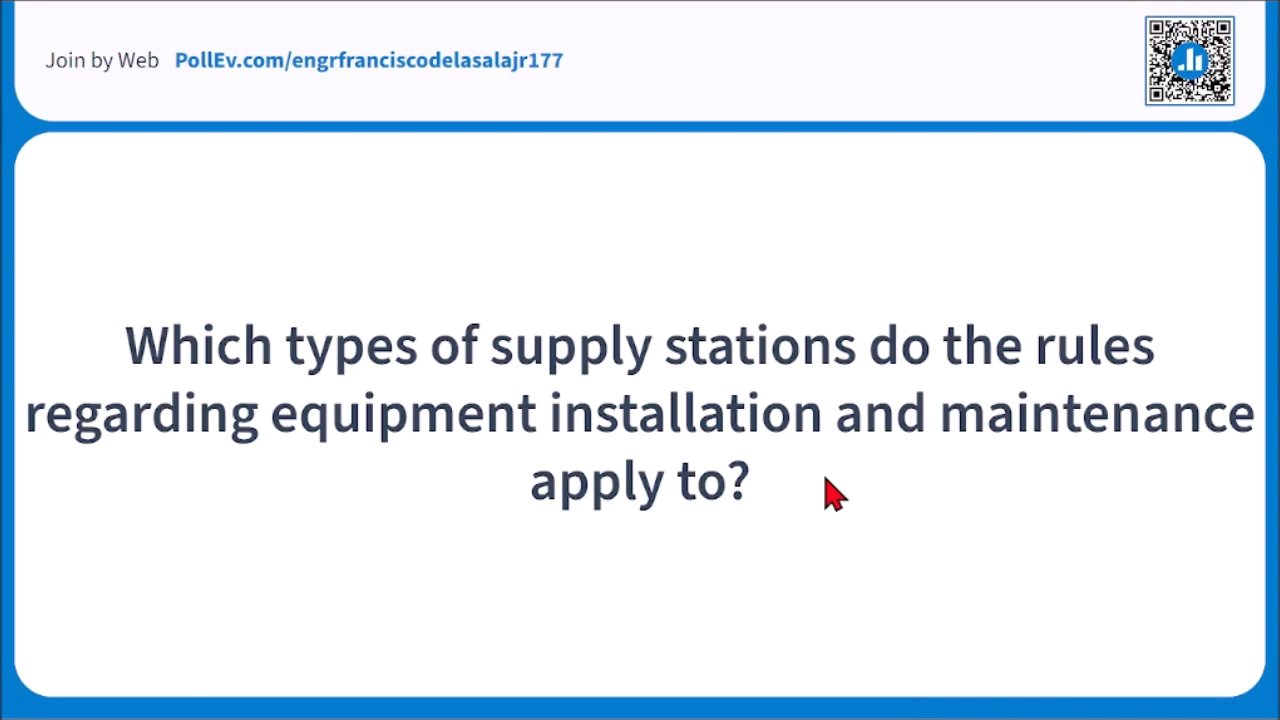 Join by Web PollEv.com/engrfranciscodelasalajr177
Which types of supply stations do the rules
regarding equipment installation and maintenance
apply to?